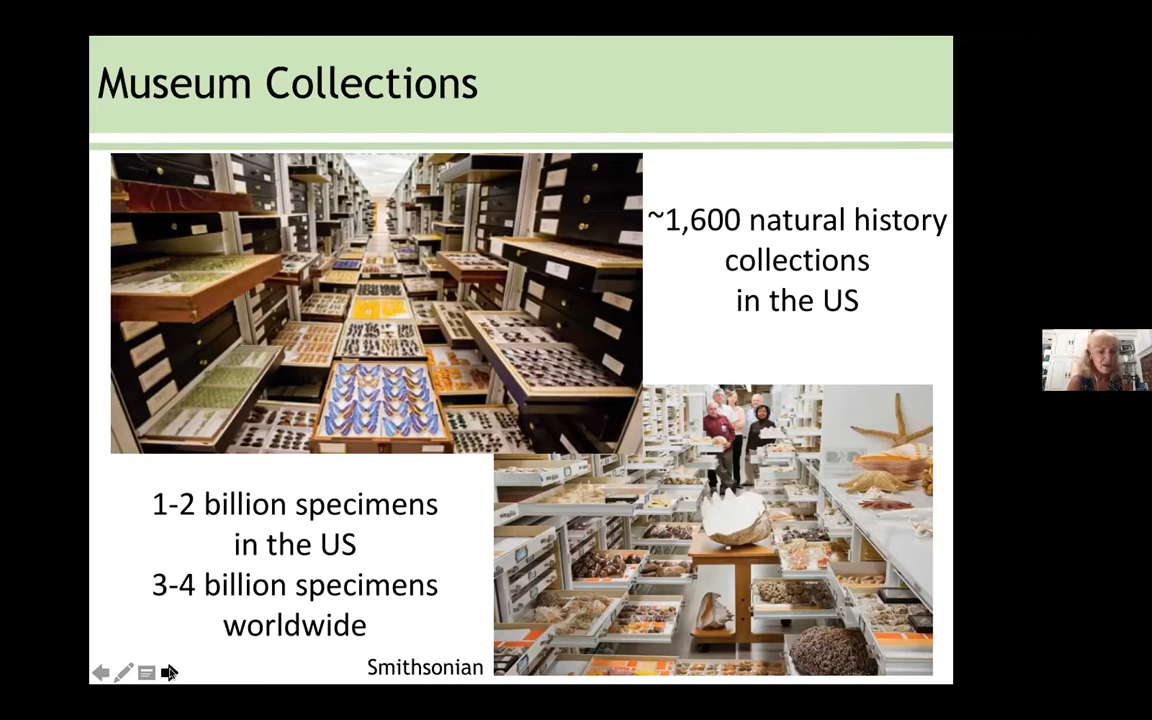 Museum Collections
~1,600 natural history
collections
in the US
1-2 billion specimens
in the US
3-4 billion specimens
worldwide
Smithsonian